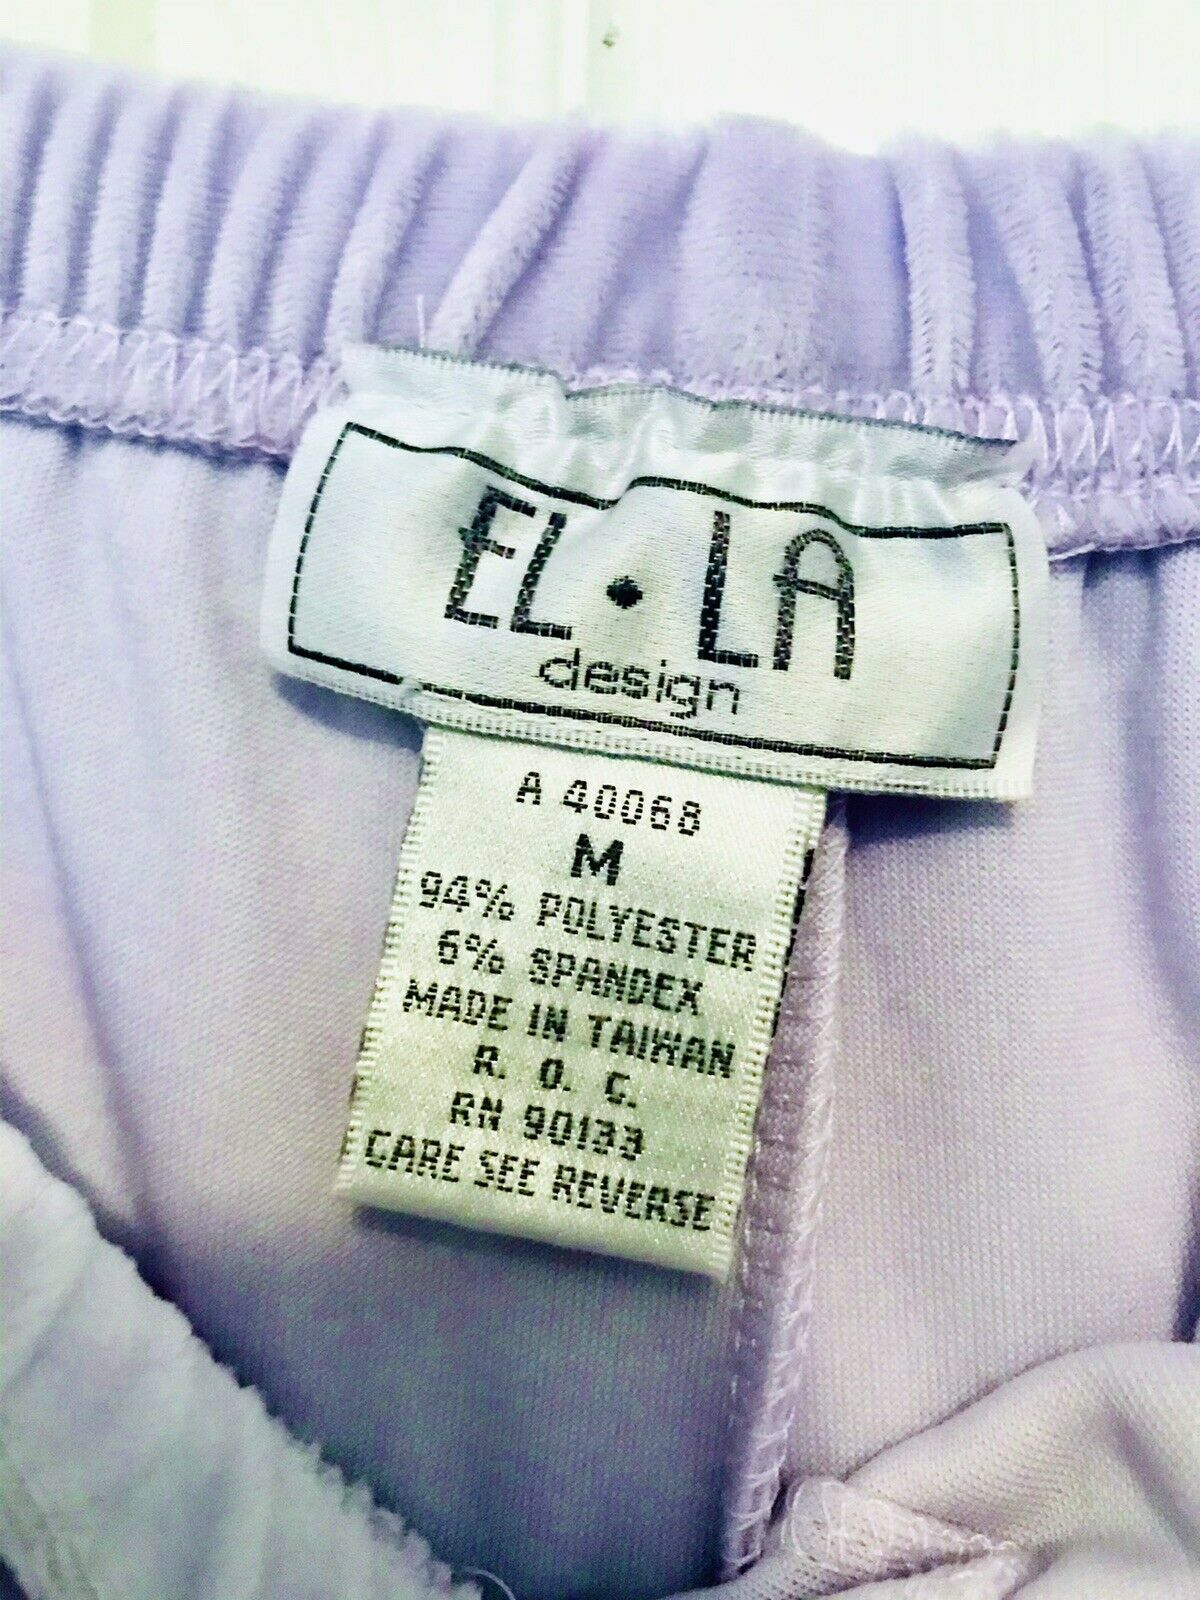 EL • LA
design
A 40068
M
94% POLYESTER
6% SPANDEX
MADE IN TAIWAN
R. O. C.
RN 90133
CARE SEE REVERSE